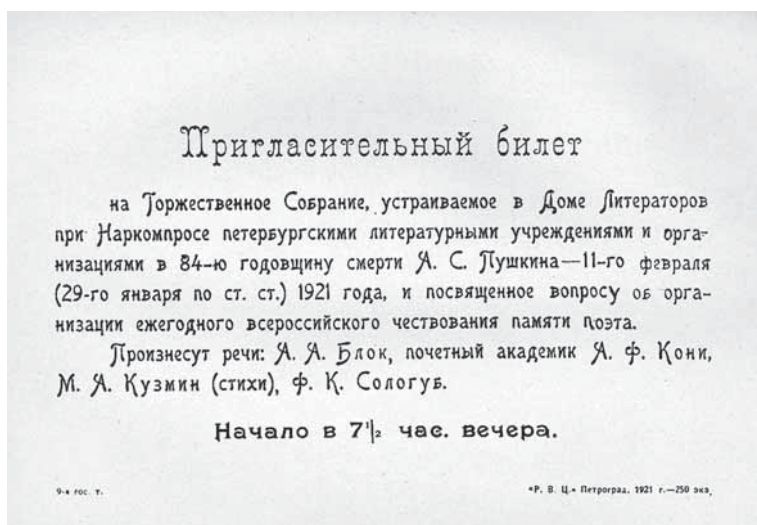 Пригласительный билет
на Торжественное Собрание, устраиваемое в Доме Литераторов
при Наркомпросе петербургскими литературными учреждениями и орга-
низациями в 84-ю годовщину смерти А. С. Пушкина—11-го февраля
(29-го января по ст. ст.) 1921 года, и посвященное вопросу об орга-
низации ежегодного всероссийского чествования памяти поэта.
Произнесут речи: А. А. Блок, почетный академик А. Ф. Кони,
М. А. Кузмин (стихи), Ф. К. Сологуб.
Начало в 7 1/2 час. вечера.
9-я гос. т.
«Р. В. Ц.» Петроград. 1921 г.—250 экз.